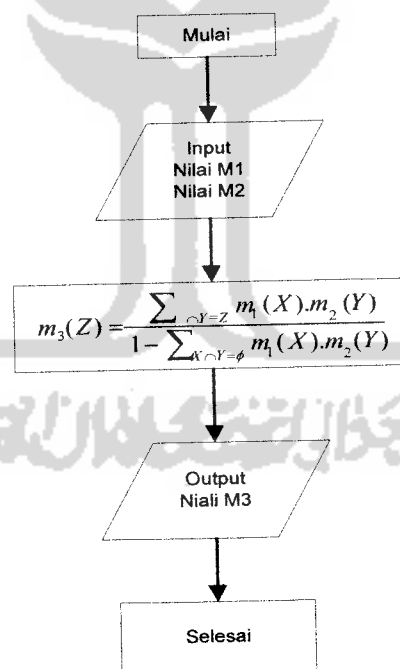 Mulai
Input
Nilai M1
Nilai M2
m₃(Z) = ∑ ∩Y=Z m₁(X).m₂(Y)
1− ∑ X∩Y=ϕ m₁(X).m₂(Y)
Output
Niali M3
Selesai